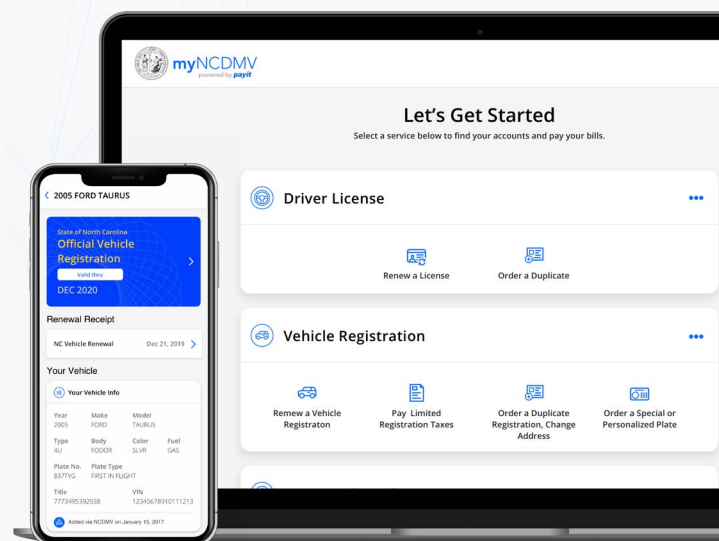 myNCDMV
powered by payit
Let's Get Started
Select a service below to find your accounts and pay your bills.
Driver License
Renew a License
Order a Duplicate
Vehicle Registration
Remew a Vehicle
Registraton
Pay Limited
Registration Taxes
Order a Duplicate
Registration, Change
Address
Order a Special or
Personalized Plate
2005 FORD TAURUS
State of North Carolina
Official Vehicle
Registration
Valid thru
DEC 2020
Renewal Receipt
NC Vehicle Renewal Dec 21, 2019
Your Vehicle
Your Vehicle Info
Year Make Model
2005 FORD TAURUS
Type Body Color Fuel
4U FODOR SLVR GAS
Plate No. Plate Type
837TYG FIRST IN FLIGHT
Title VIN
777349539203B 12345678910111213
Added via NCDMV on January 10, 2017